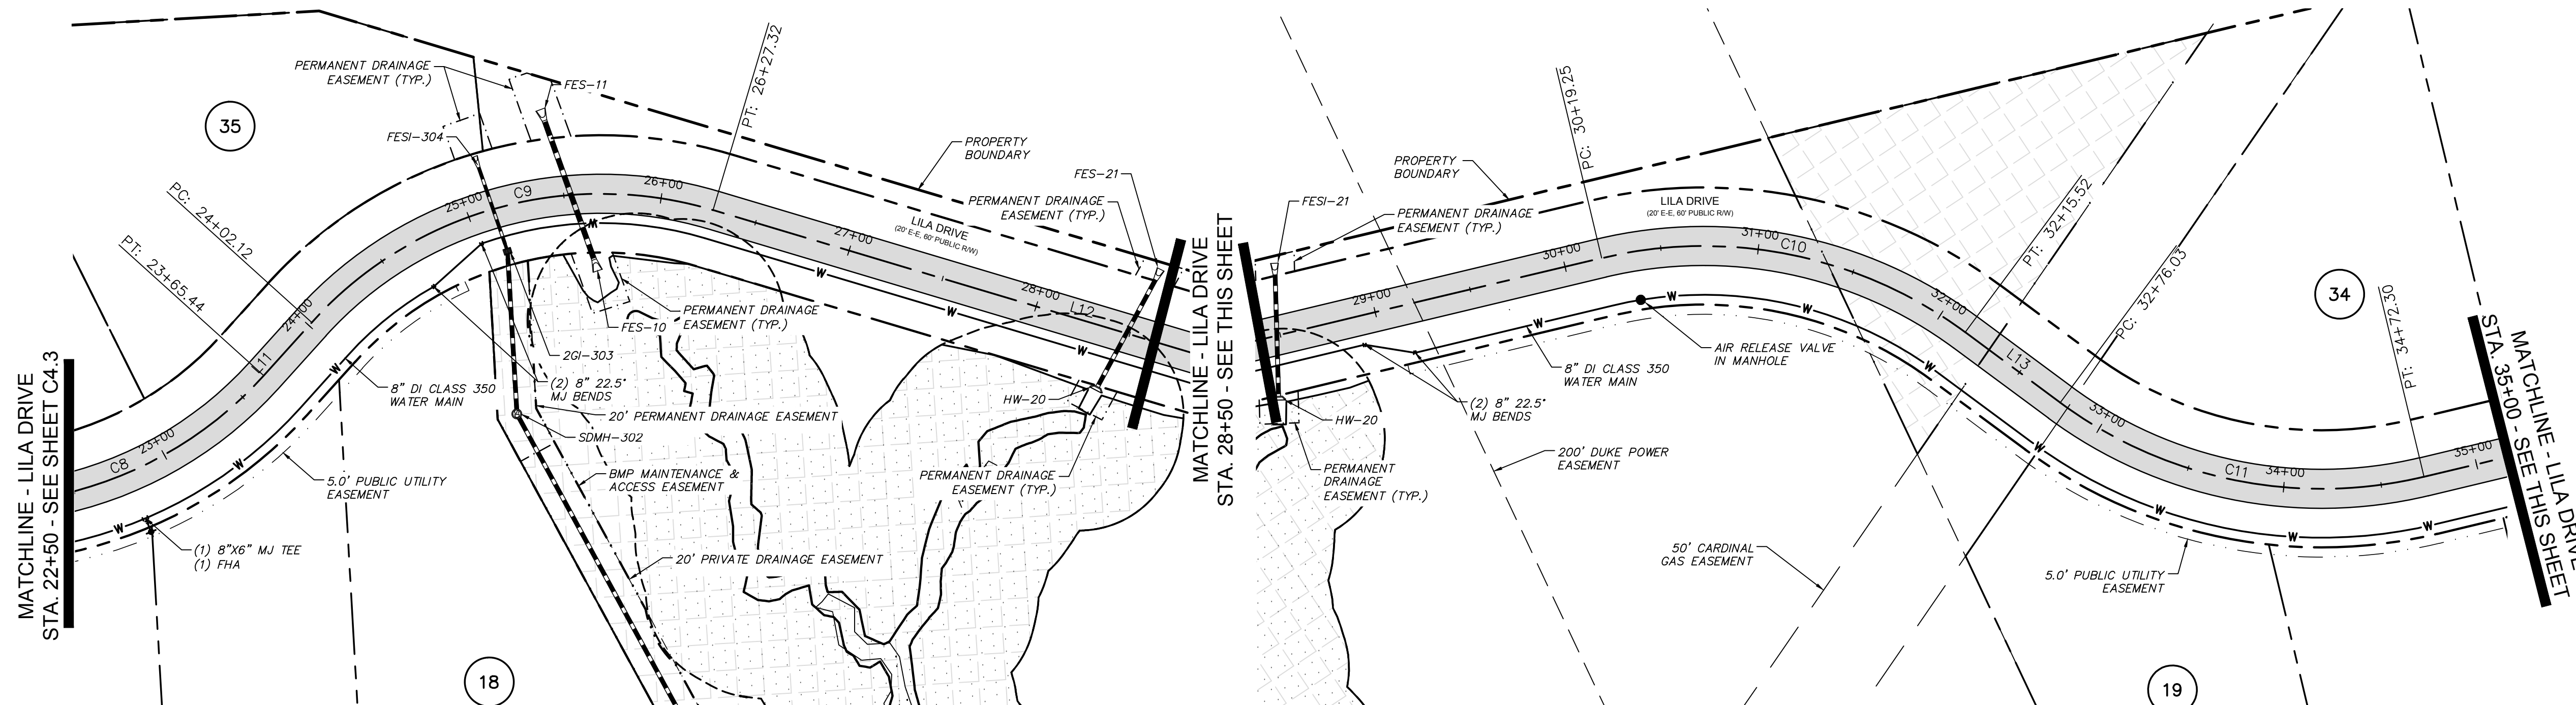 MATCHLINE - LILA DRIVE
STA. 22+50 - SEE SHEET C4.3
35
PERMANENT DRAINAGE
EASEMENT (TYP.)
FES-11
FESI-304
PC: 24+02.12
PT: 23+65.44
PT: 26+27.32
PROPERTY
BOUNDARY
FES-21
PERMANENT DRAINAGE
EASEMENT (TYP.)
LILA DRIVE
(20' E-E, 60' PUBLIC R/W)
C8
23+00
L11
24+00
25+00
C9
26+00
27+00
28+00
L12
W
W
W
W
W
W
W
PERMANENT DRAINAGE
EASEMENT (TYP.)
FES-10
2GI-303
(2) 8" 22.5°
MJ BENDS
8" DI CLASS 350
WATER MAIN
20' PERMANENT DRAINAGE EASEMENT
SDMH-302
BMP MAINTENANCE &
ACCESS EASEMENT
5.0' PUBLIC UTILITY
EASEMENT
(1) 8"X6" MJ TEE
(1) FHA
20' PRIVATE DRAINAGE EASEMENT
HW-20
PERMANENT DRAINAGE
EASEMENT (TYP.)
18
MATCHLINE - LILA DRIVE
STA. 28+50 - SEE THIS SHEET
FESI-21
PERMANENT DRAINAGE
EASEMENT (TYP.)
PROPERTY
BOUNDARY
PC: 30+19.25
LILA DRIVE
(20' E-E, 60' PUBLIC R/W)
29+00
30+00
31+00
C10
32+00
L13
33+00
C11
34+00
35+00
PT: 32+15.52
PC: 32+76.03
PT: 34+72.30
34
W
W
W
W
W
W
W
W
AIR RELEASE VALVE
IN MANHOLE
8" DI CLASS 350
WATER MAIN
(2) 8" 22.5°
MJ BENDS
HW-20
PERMANENT
DRAINAGE
EASEMENT (TYP.)
200' DUKE POWER
EASEMENT
50' CARDINAL
GAS EASEMENT
5.0' PUBLIC UTILITY
EASEMENT
19
MATCHLINE - LILA DRIVE
STA. 35+00 - SEE THIS SHEET